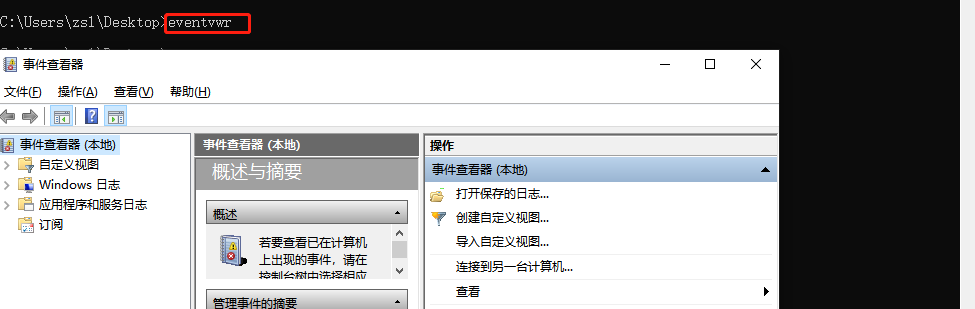 C:\Users\zsl\Desktop>eventvwr
事件查看器
文件(F) 操作(A) 查看(V) 帮助(H)
事件查看器 (本地)
自定义视图
Windows 日志
应用程序和服务日志
订阅
事件查看器 (本地)
概述与摘要
概述
若要查看已在计算机
上出现的事件，请在
控制台树中选择相应
管理事件的摘要
操作
事件查看器 (本地)
打开保存的日志...
创建自定义视图...
导入自定义视图...
连接到另一台计算机...
查看